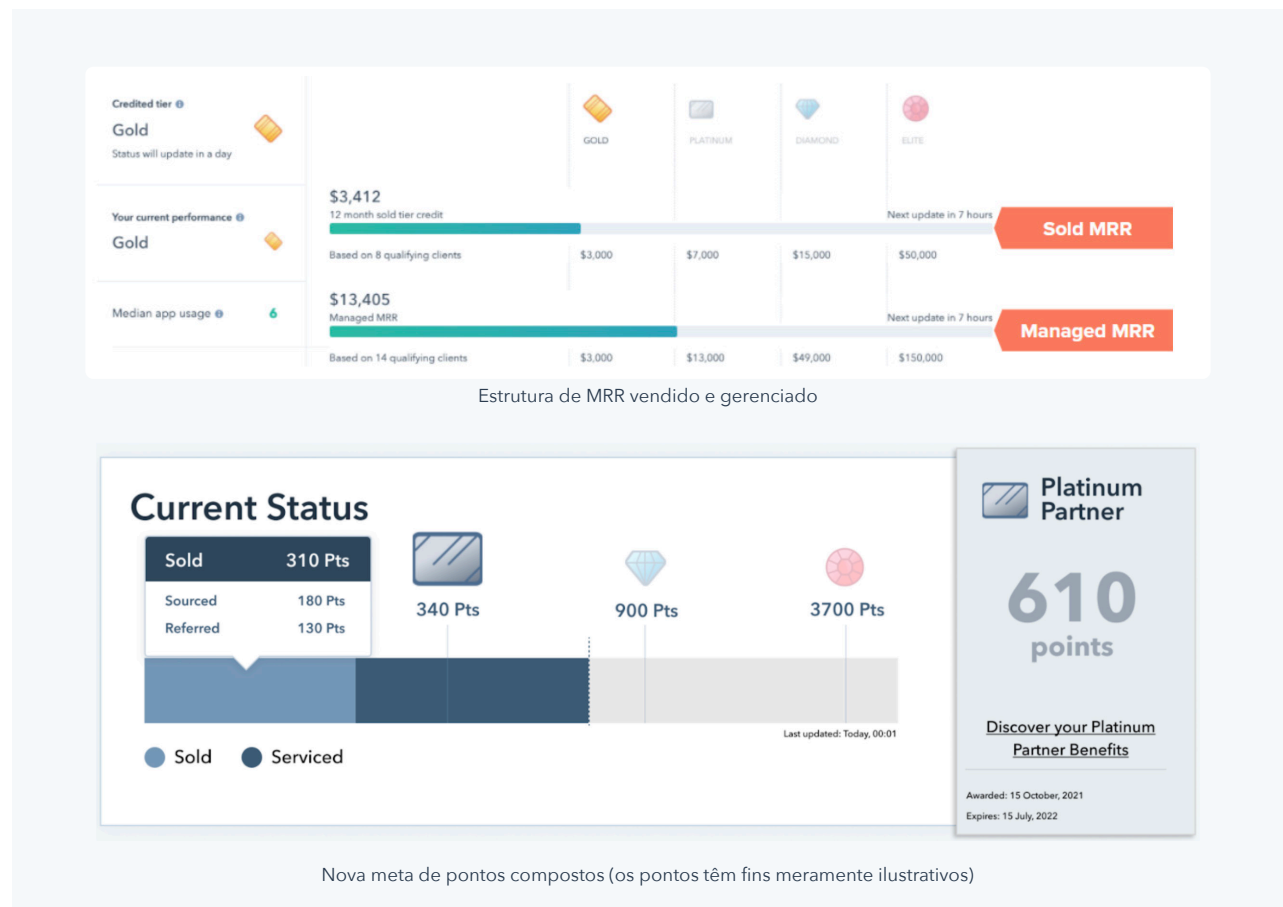 Credited tier
Gold
Status will update in a day
GOLD
PLATINUM
DIAMOND
ELITE
Your current performance
Gold
$3,412
12 month sold tier credit
Next update in 7 hours
Sold MRR
Based on 8 qualifying clients
$3,000
$7,000
$15,000
$50,000
Median app usage
6
$13,405
Managed MRR
Next update in 7 hours
Managed MRR
Based on 14 qualifying clients
$3,000
$13,000
$49,000
$150,000
Estrutura de MRR vendido e gerenciado
Current Status
Sold 310 Pts
Sourced 180 Pts
Referred 130 Pts
340 Pts
900 Pts
3700 Pts
Last updated: Today, 00:01
Sold
Serviced
Platinum
Partner
610
points
Discover your Platinum
Partner Benefits
Awarded: 15 October, 2021
Expires: 15 July, 2022
Nova meta de pontos compostos (os pontos têm fins meramente ilustrativos)